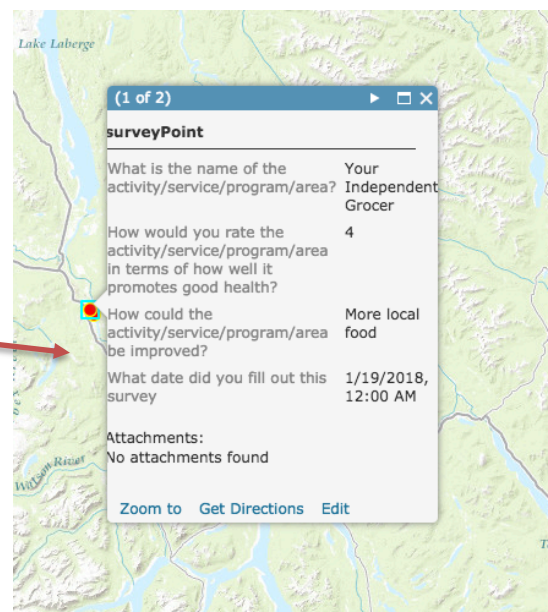 Lake Laberge
(1 of 2)
surveyPoint
What is the name of the activity/service/program/area?
Your Independent Grocer
How would you rate the activity/service/program/area in terms of how well it promotes good health?
4
How could the activity/service/program/area be improved?
More local food
What date did you fill out this survey
1/19/2018, 12:00 AM
Attachments:
No attachments found
Zoom to Get Directions Edit
Watson River